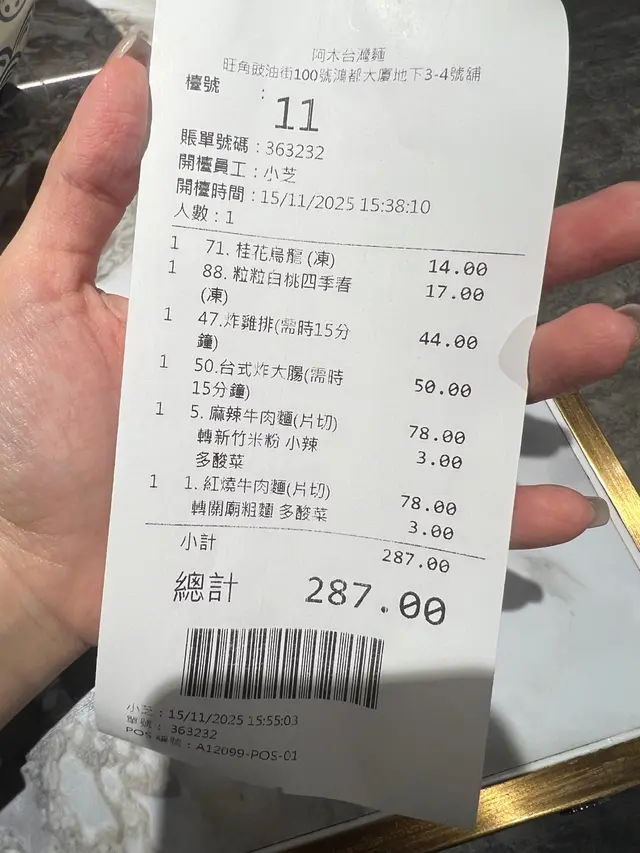 阿木台灣麵
旺角豉油街100號鴻都大廈地下3-4號舖
檯號 : 11
賬單號碼 : 363232
開檯員工 : 小芝
開檯時間 : 15/11/2025 15:38:10
人數 : 1
1 71. 桂花烏龍 (凍) 14.00
1 88. 粒粒白桃四季春 17.00
(凍)
1 47.炸雞排(需時15分 44.00
鐘)
1 50.台式炸大腸(需時 50.00
15分鐘)
1 5. 麻辣牛肉麵(片切) 78.00
轉新竹米粉 小辣 3.00
多酸菜
1 1. 紅燒牛肉麵(片切) 78.00
轉關廟粗麵 多酸菜 3.00
小計 287.00
總計 287.00
小芝 : 15/11/2025 15:55:03
單號 : 363232
POS 編號 : A12099-POS-01